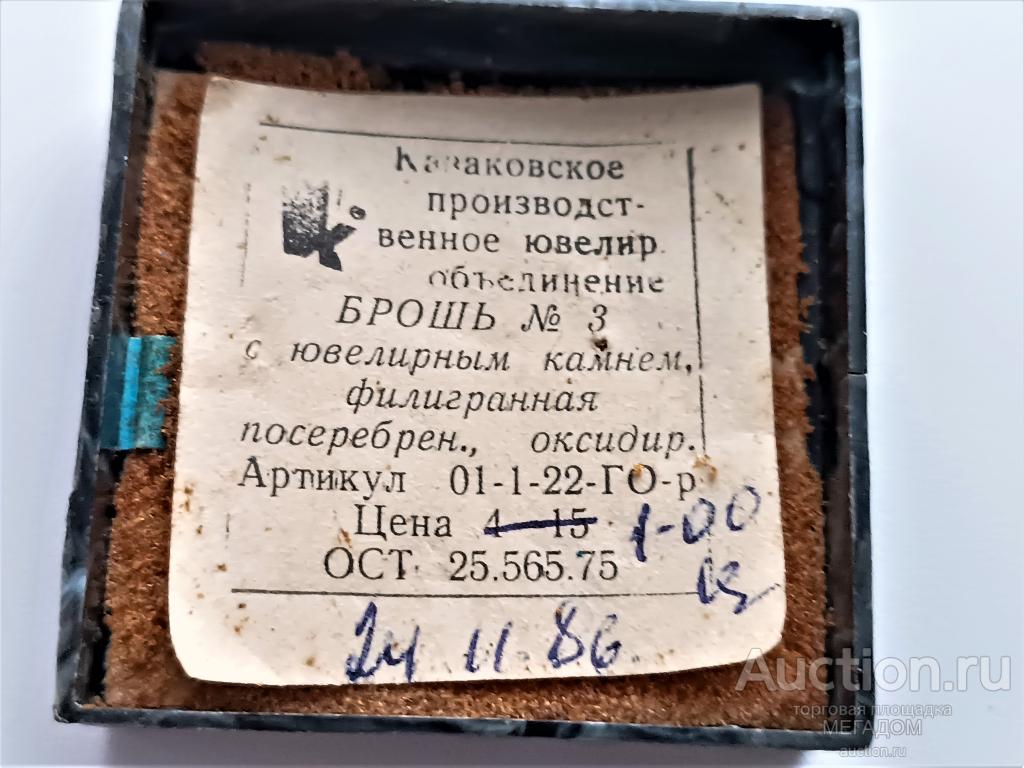 Казаковское
производст-
венное ювелир.
объединение
БРОШЬ № 3
с ювелирным камнем,
филигранная
посеребрен., оксидир.
Артикул 01-1-22-ГО-р
Цена 4—15 1-00
ОСТ 25.565.75
24 11 86
Auction.ru
торговая площадка
МЕГАДОМ
auction.ru